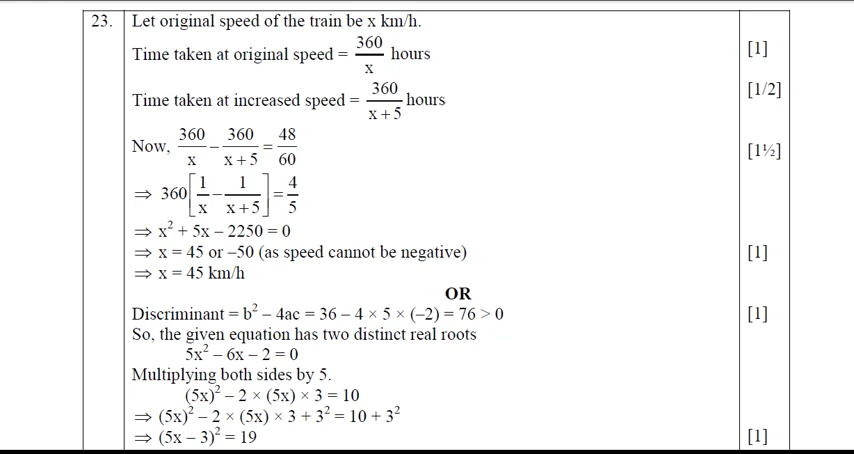 23. Let original speed of the train be x km/h.
Time taken at original speed = 360/x hours [1]
Time taken at increased speed = 360/(x + 5) hours [1/2]
Now, 360/x − 360/(x + 5) = 48/60 [1½]
⇒ 360[1/x − 1/(x + 5)] = 4/5
⇒ x² + 5x – 2250 = 0
⇒ x = 45 or –50 (as speed cannot be negative) [1]
⇒ x = 45 km/h
OR
Discriminant = b² – 4ac = 36 – 4 × 5 × (–2) = 76 > 0 [1]
So, the given equation has two distinct real roots
5x² – 6x – 2 = 0
Multiplying both sides by 5.
(5x)² – 2 × (5x) × 3 = 10
⇒ (5x)² – 2 × (5x) × 3 + 3² = 10 + 3²
⇒ (5x – 3)² = 19 [1]